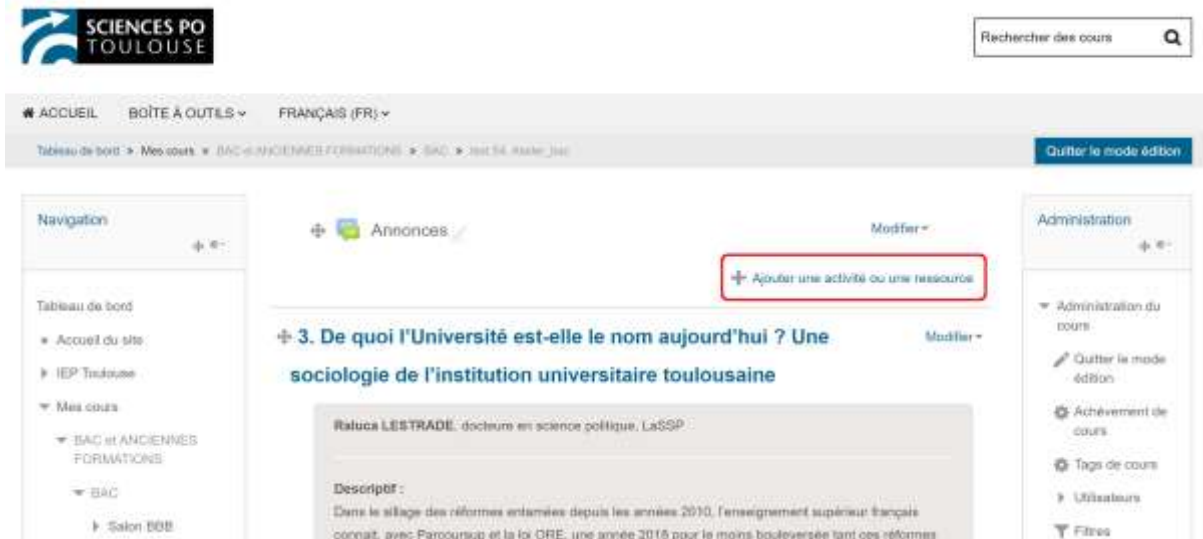 SCIENCES PO
TOULOUSE
Rechercher des cours
ACCUEIL BOÎTE À OUTILS FRANÇAIS (FR)
Tableau de bord » Mes cours » BAC et ANCIENNES FORMATIONS » BAC »
Quitter le mode édition
Navigation
Tableau de bord
Accueil du site
IEP Toulouse
Mes cours
BAC et ANCIENNES
FORMATIONS
BAC
Salon BBB
Annonces
Modifier
Ajouter une activité ou une ressource
3. De quoi l'Université est-elle le nom aujourd'hui ? Une
Modifier
sociologie de l'institution universitaire toulousaine
Raluca LESTRADE, docteure en science politique, LaSSP
Descriptif :
Dans le sillage des réformes entamées depuis les années 2010, l'enseignement supérieur français
connait, avec Parcoursup et la loi ORE, une année 2018 pour le moins bouleversée tant ces réformes
Administration
Administration du
cours
Quitter le mode
édition
Achèvement de
cours
Tags de cours
Utilisateurs
Filtres